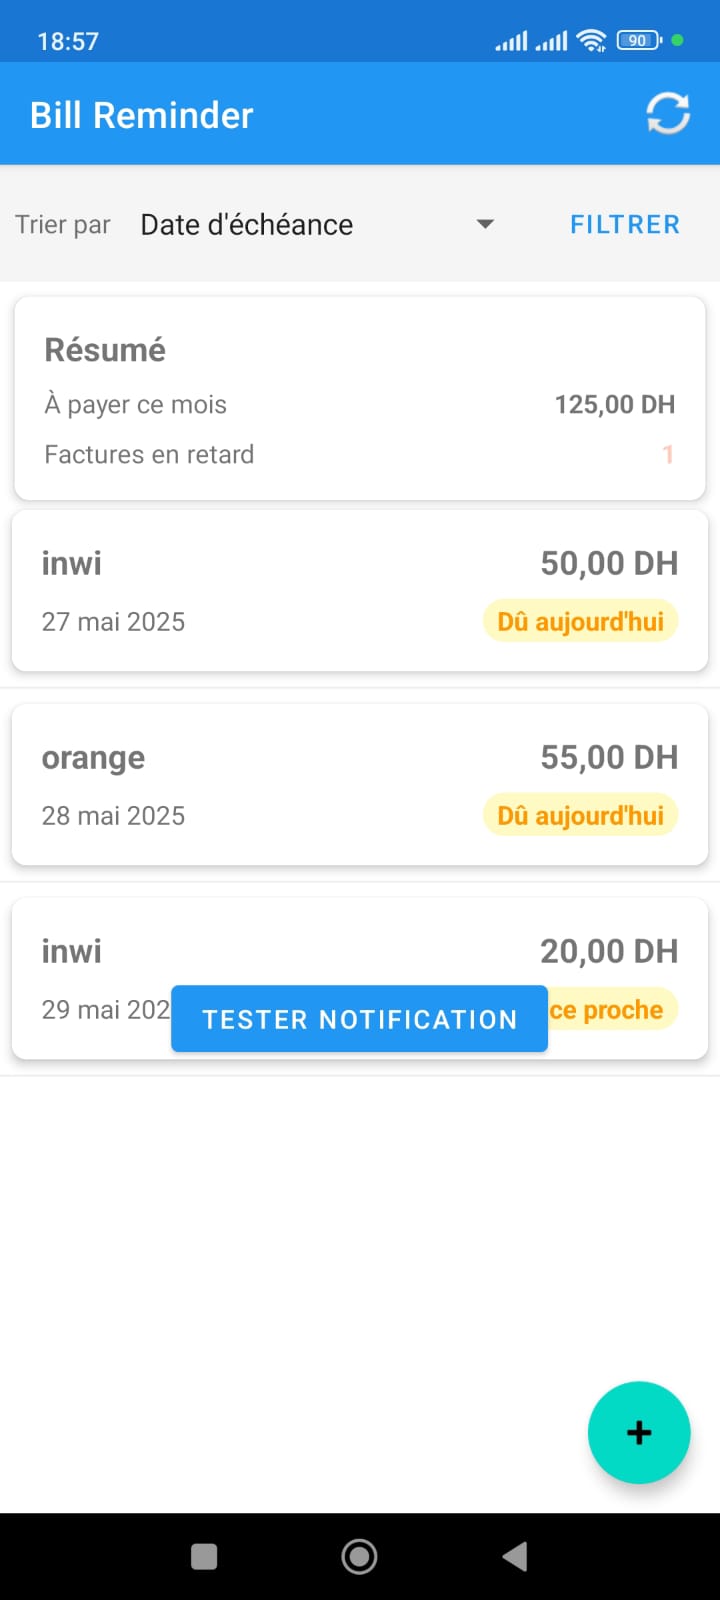 18:57
90
Bill Reminder
Trier par Date d'échéance FILTRER
Résumé
À payer ce mois 125,00 DH
Factures en retard 1
inwi 50,00 DH
27 mai 2025 Dû aujourd'hui
orange 55,00 DH
28 mai 2025 Dû aujourd'hui
inwi 20,00 DH
29 mai 202 TESTER NOTIFICATION ce proche
+